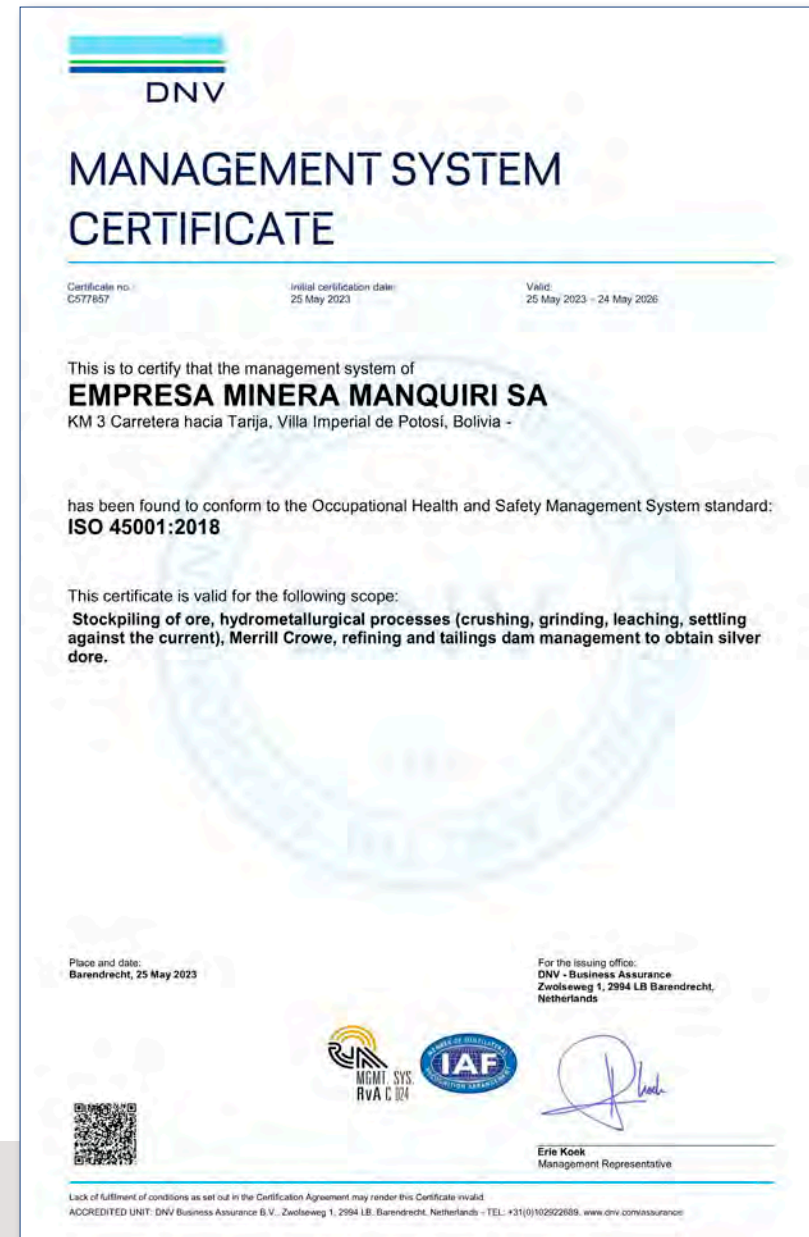 DNV
MANAGEMENT SYSTEM
CERTIFICATE
Certificate no.:
C577857
Initial certification date:
25 May 2023
Valid:
25 May 2023 – 24 May 2026
This is to certify that the management system of
EMPRESA MINERA MANQUIRI SA
KM 3 Carretera hacia Tarija, Villa Imperial de Potosí, Bolivia -
has been found to conform to the Occupational Health and Safety Management System standard:
ISO 45001:2018
This certificate is valid for the following scope:
Stockpiling of ore, hydrometallurgical processes (crushing, grinding, leaching, settling
against the current), Merrill Crowe, refining and tailings dam management to obtain silver
dore.
Place and date:
Barendrecht, 25 May 2023
For the issuing office:
DNV - Business Assurance
Zwolseweg 1, 2994 LB Barendrecht,
Netherlands
RvA
MGMT. SYS.
RvA C 024
MEMBER OF MULTILATERAL
IAF
RECOGNITION ARRANGEMENT
Erie Koek
Management Representative
Lack of fulfilment of conditions as set out in the Certification Agreement may render this Certificate invalid.
ACCREDITED UNIT: DNV Business Assurance B.V., Zwolseweg 1, 2994 LB, Barendrecht, Netherlands - TEL: +31(0)102922689. www.dnv.com/assurance